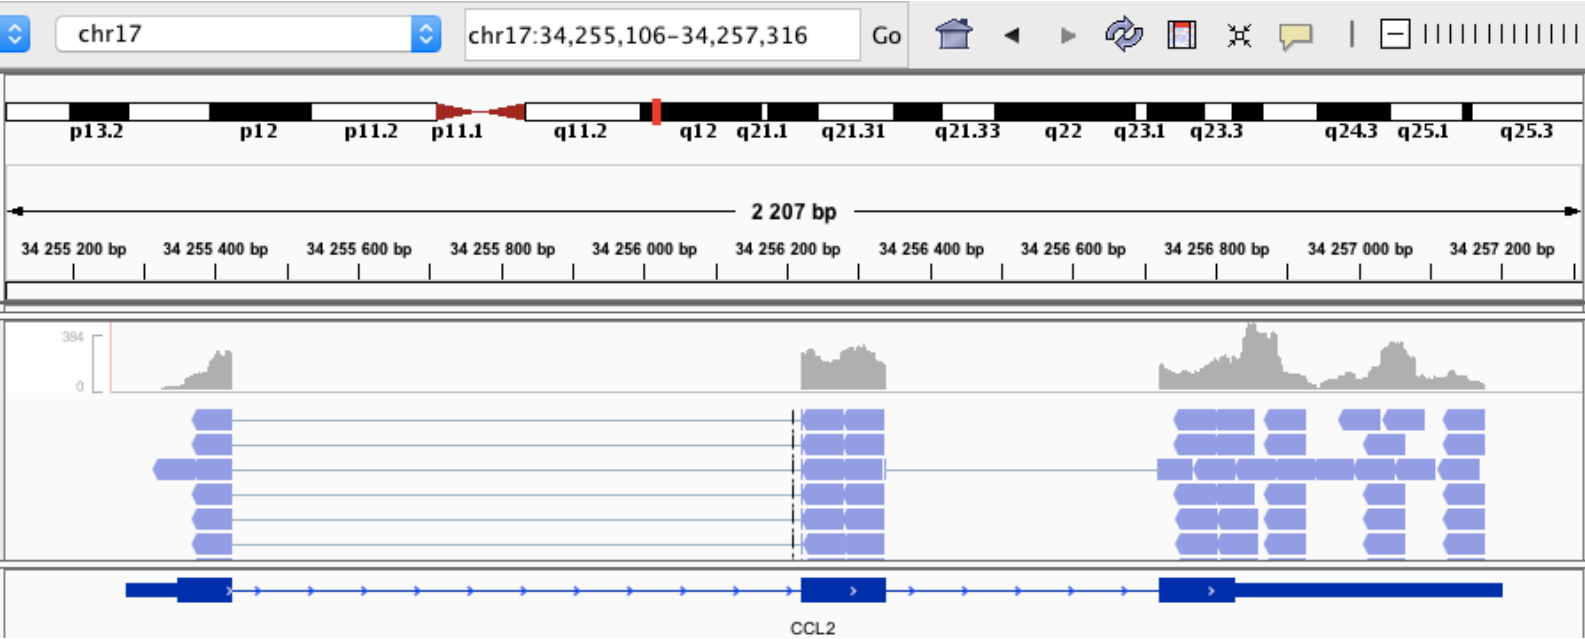 chr17 chr17:34,255,106-34,257,316 Go
p13.2 p12 p11.2 p11.1 q11.2 q12 q21.1 q21.31 q21.33 q22 q23.1 q23.3 q24.3 q25.1 q25.3
2 207 bp
34 255 200 bp 34 255 400 bp 34 255 600 bp 34 255 800 bp 34 256 000 bp 34 256 200 bp 34 256 400 bp 34 256 600 bp 34 256 800 bp 34 257 000 bp 34 257 200 bp
384
0
CCL2